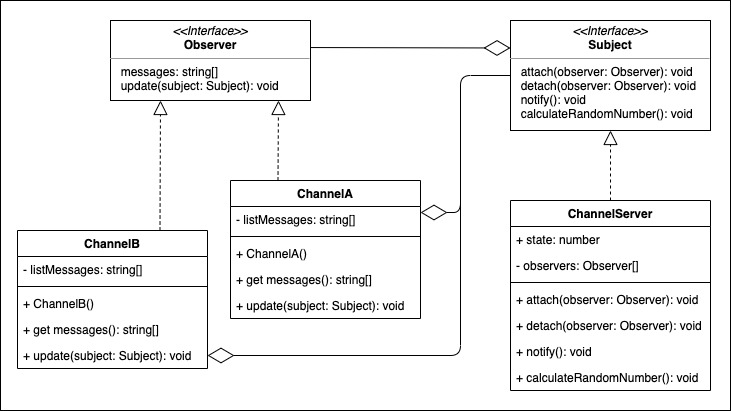 <<Interface>>
Observer
messages: string[]
update(subject: Subject): void
<<Interface>>
Subject
attach(observer: Observer): void
detach(observer: Observer): void
notify(): void
calculateRandomNumber(): void
ChannelA
- listMessages: string[]
+ ChannelA()
+ get messages(): string[]
+ update(subject: Subject): void
ChannelServer
+ state: number
- observers: Observer[]
+ attach(observer: Observer): void
+ detach(observer: Observer): void
+ notify(): void
+ calculateRandomNumber(): void
ChannelB
- listMessages: string[]
+ ChannelB()
+ get messages(): string[]
+ update(subject: Subject): void